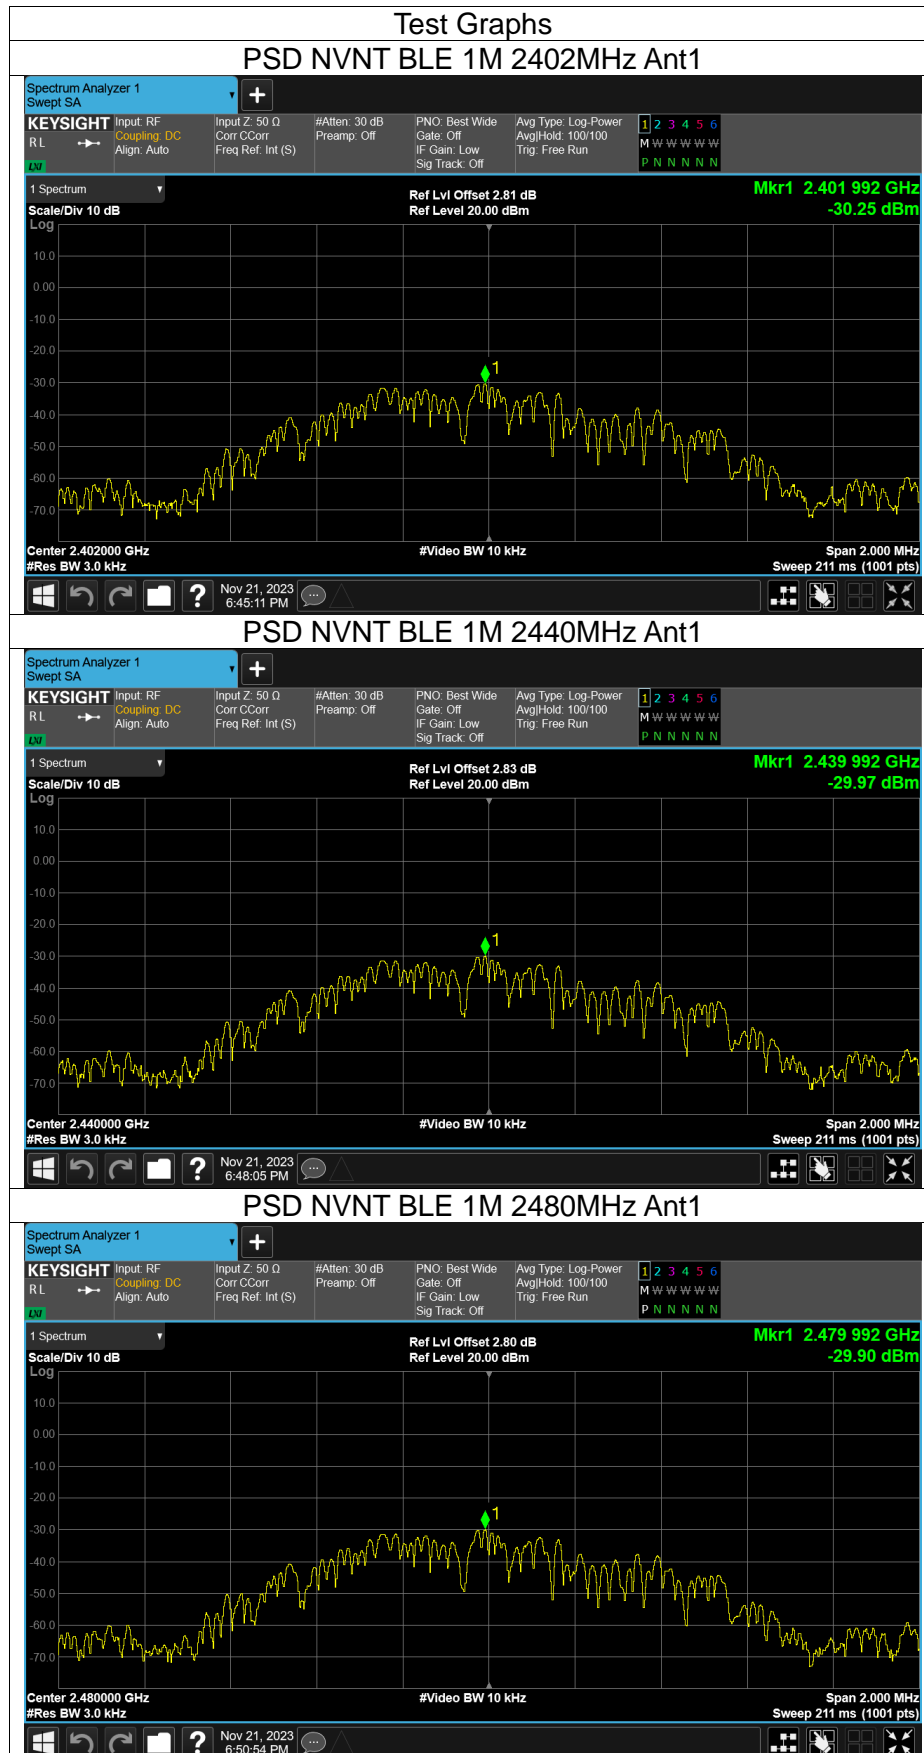 Test Graphs
PSD NVNT BLE 1M 2402MHz Ant1
Spectrum Analyzer 1
Swept SA
KEYSIGHT
RL
LXI
Input: RF
Coupling: DC
Align: Auto
Input Z: 50 Ω
Corr CCorr
Freq Ref: Int (S)
#Atten: 30 dB
Preamp: Off
PNO: Best Wide
Gate: Off
IF Gain: Low
Sig Track: Off
Avg Type: Log-Power
Avg|Hold: 100/100
Trig: Free Run
1 2 3 4 5 6
M W W W W W
P N N N N N
1 Spectrum
Scale/Div 10 dB
Log
Ref Lvl Offset 2.81 dB
Ref Level 20.00 dBm
Mkr1 2.401 992 GHz
-30.25 dBm
1
10.0
0.00
-10.0
-20.0
-30.0
-40.0
-50.0
-60.0
-70.0
Center 2.402000 GHz
#Res BW 3.0 kHz
#Video BW 10 kHz
Span 2.000 MHz
Sweep 211 ms (1001 pts)
Nov 21, 2023
6:45:11 PM
PSD NVNT BLE 1M 2440MHz Ant1
Spectrum Analyzer 1
Swept SA
KEYSIGHT
RL
LXI
Input: RF
Coupling: DC
Align: Auto
Input Z: 50 Ω
Corr CCorr
Freq Ref: Int (S)
#Atten: 30 dB
Preamp: Off
PNO: Best Wide
Gate: Off
IF Gain: Low
Sig Track: Off
Avg Type: Log-Power
Avg|Hold: 100/100
Trig: Free Run
1 2 3 4 5 6
M W W W W W
P N N N N N
1 Spectrum
Scale/Div 10 dB
Log
Ref Lvl Offset 2.83 dB
Ref Level 20.00 dBm
Mkr1 2.439 992 GHz
-29.97 dBm
1
10.0
0.00
-10.0
-20.0
-30.0
-40.0
-50.0
-60.0
-70.0
Center 2.440000 GHz
#Res BW 3.0 kHz
#Video BW 10 kHz
Span 2.000 MHz
Sweep 211 ms (1001 pts)
Nov 21, 2023
6:48:05 PM
PSD NVNT BLE 1M 2480MHz Ant1
Spectrum Analyzer 1
Swept SA
KEYSIGHT
RL
LXI
Input: RF
Coupling: DC
Align: Auto
Input Z: 50 Ω
Corr CCorr
Freq Ref: Int (S)
#Atten: 30 dB
Preamp: Off
PNO: Best Wide
Gate: Off
IF Gain: Low
Sig Track: Off
Avg Type: Log-Power
Avg|Hold: 100/100
Trig: Free Run
1 2 3 4 5 6
M W W W W W
P N N N N N
1 Spectrum
Scale/Div 10 dB
Log
Ref Lvl Offset 2.80 dB
Ref Level 20.00 dBm
Mkr1 2.479 992 GHz
-29.90 dBm
1
10.0
0.00
-10.0
-20.0
-30.0
-40.0
-50.0
-60.0
-70.0
Center 2.480000 GHz
#Res BW 3.0 kHz
#Video BW 10 kHz
Span 2.000 MHz
Sweep 211 ms (1001 pts)
Nov 21, 2023
6:50:54 PM